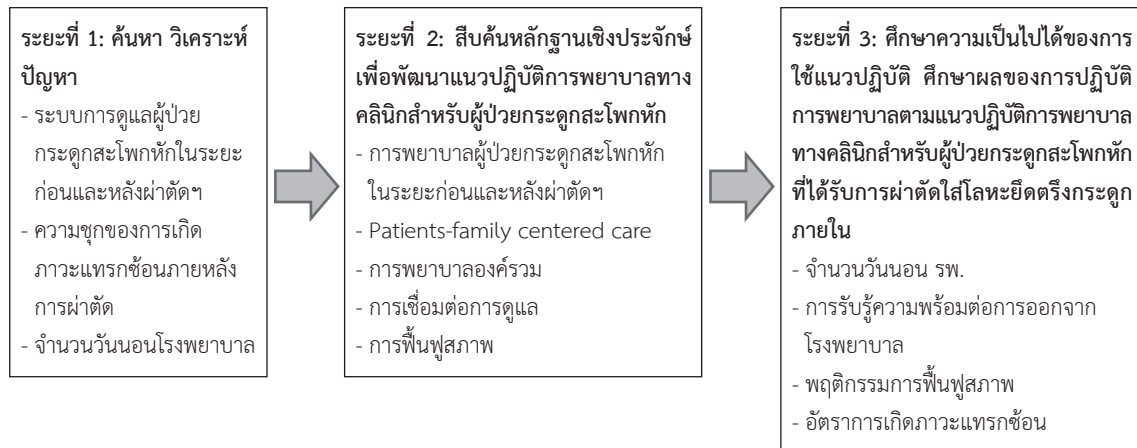 ระยะที่ 1: ค้นหา วิเคราะห์
ปัญหา
- ระบบการดูแลผู้ป่วย
กระดูกสะโพกหักในระยะ
ก่อนและหลังผ่าตัดฯ
- ความชุกของการเกิด
ภาวะแทรกซ้อนภายหลัง
การผ่าตัด
- จำนวนวันนอนโรงพยาบาล
ระยะที่ 2: สืบค้นหลักฐานเชิงประจักษ์
เพื่อพัฒนาแนวปฏิบัติการพยาบาลทาง
คลินิกสำหรับผู้ป่วยกระดูกสะโพกหัก
- การพยาบาลผู้ป่วยกระดูกสะโพกหัก
ในระยะก่อนและหลังผ่าตัดฯ
- Patients-family centered care
- การพยาบาลองค์รวม
- การเชื่อมต่อการดูแล
- การฟื้นฟูสภาพ
ระยะที่ 3: ศึกษาความเป็นไปได้ของการ
ใช้แนวปฏิบัติ ศึกษาผลของการปฏิบัติ
การพยาบาลตามแนวปฏิบัติการพยาบาล
ทางคลินิกสำหรับผู้ป่วยกระดูกสะโพกหัก
ที่ได้รับการผ่าตัดใส่โลหะยึดตรึงกระดูก
ภายใน
- จำนวนวันนอน รพ.
- การรับรู้ความพร้อมต่อการออกจาก
โรงพยาบาล
- พฤติกรรมการฟื้นฟูสภาพ
- อัตราการเกิดภาวะแทรกซ้อน